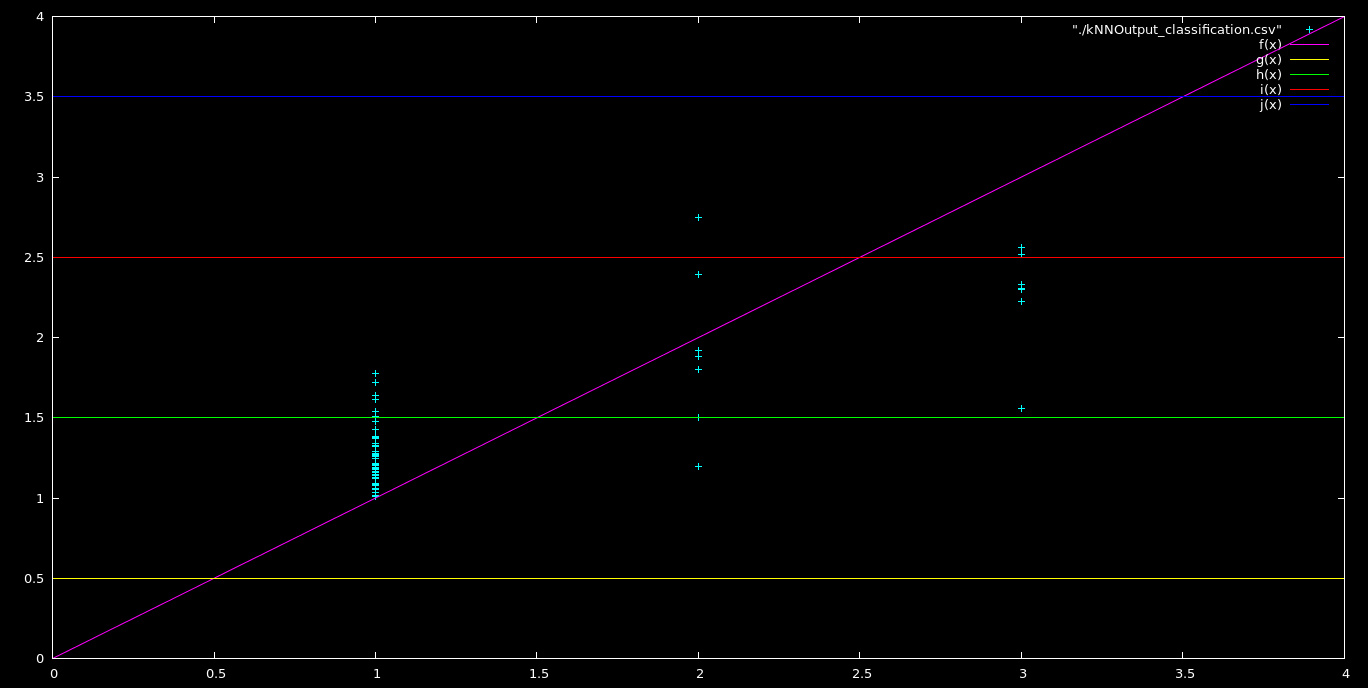 4
"./kNNOutput_classification.csv"
f(x)
g(x)
h(x)
i(x)
j(x)
3.5
3
2.5
2
1.5
1
0.5
0
0 0.5 1 1.5 2 2.5 3 3.5 4